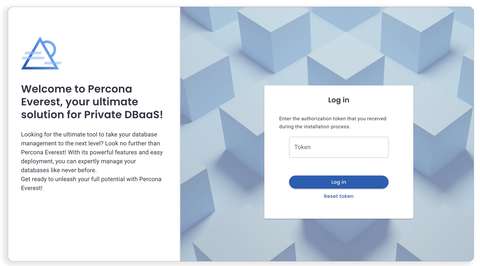 Welcome to Percona
Everest, your ultimate
solution for Private DBaaS!
Looking for the ultimate tool to take your database
management to the next level? Look no further than
Percona Everest! With its powerful features and easy
deployment, you can expertly manage your
databases like never before.
Get ready to unleash your full potential with Percona
Everest!
Log in
Enter the authorization token that you received
during the installation process.
Token
Log in
Reset token